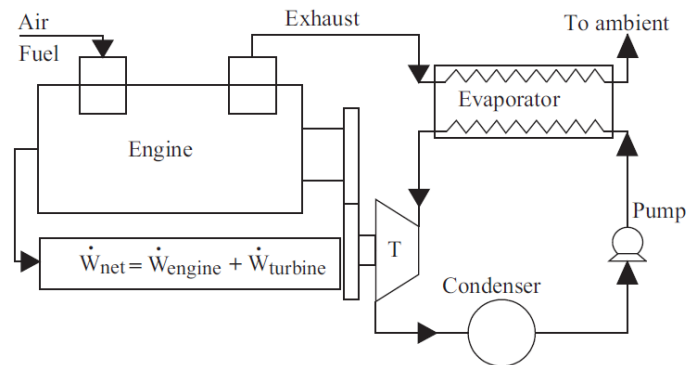 Air
Fuel
Exhaust
To ambient
Evaporator
Engine
Pump
Ẇnet = Ẇengine + Ẇturbine
T
Condenser